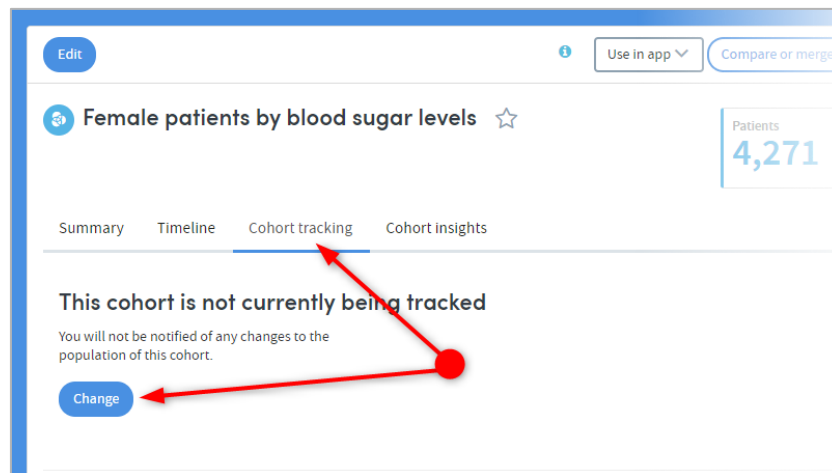 Edit
Use in app
Compare or merge
Female patients by blood sugar levels
Patients
4,271
Summary Timeline Cohort tracking Cohort insights
This cohort is not currently being tracked
You will not be notified of any changes to the
population of this cohort.
Change